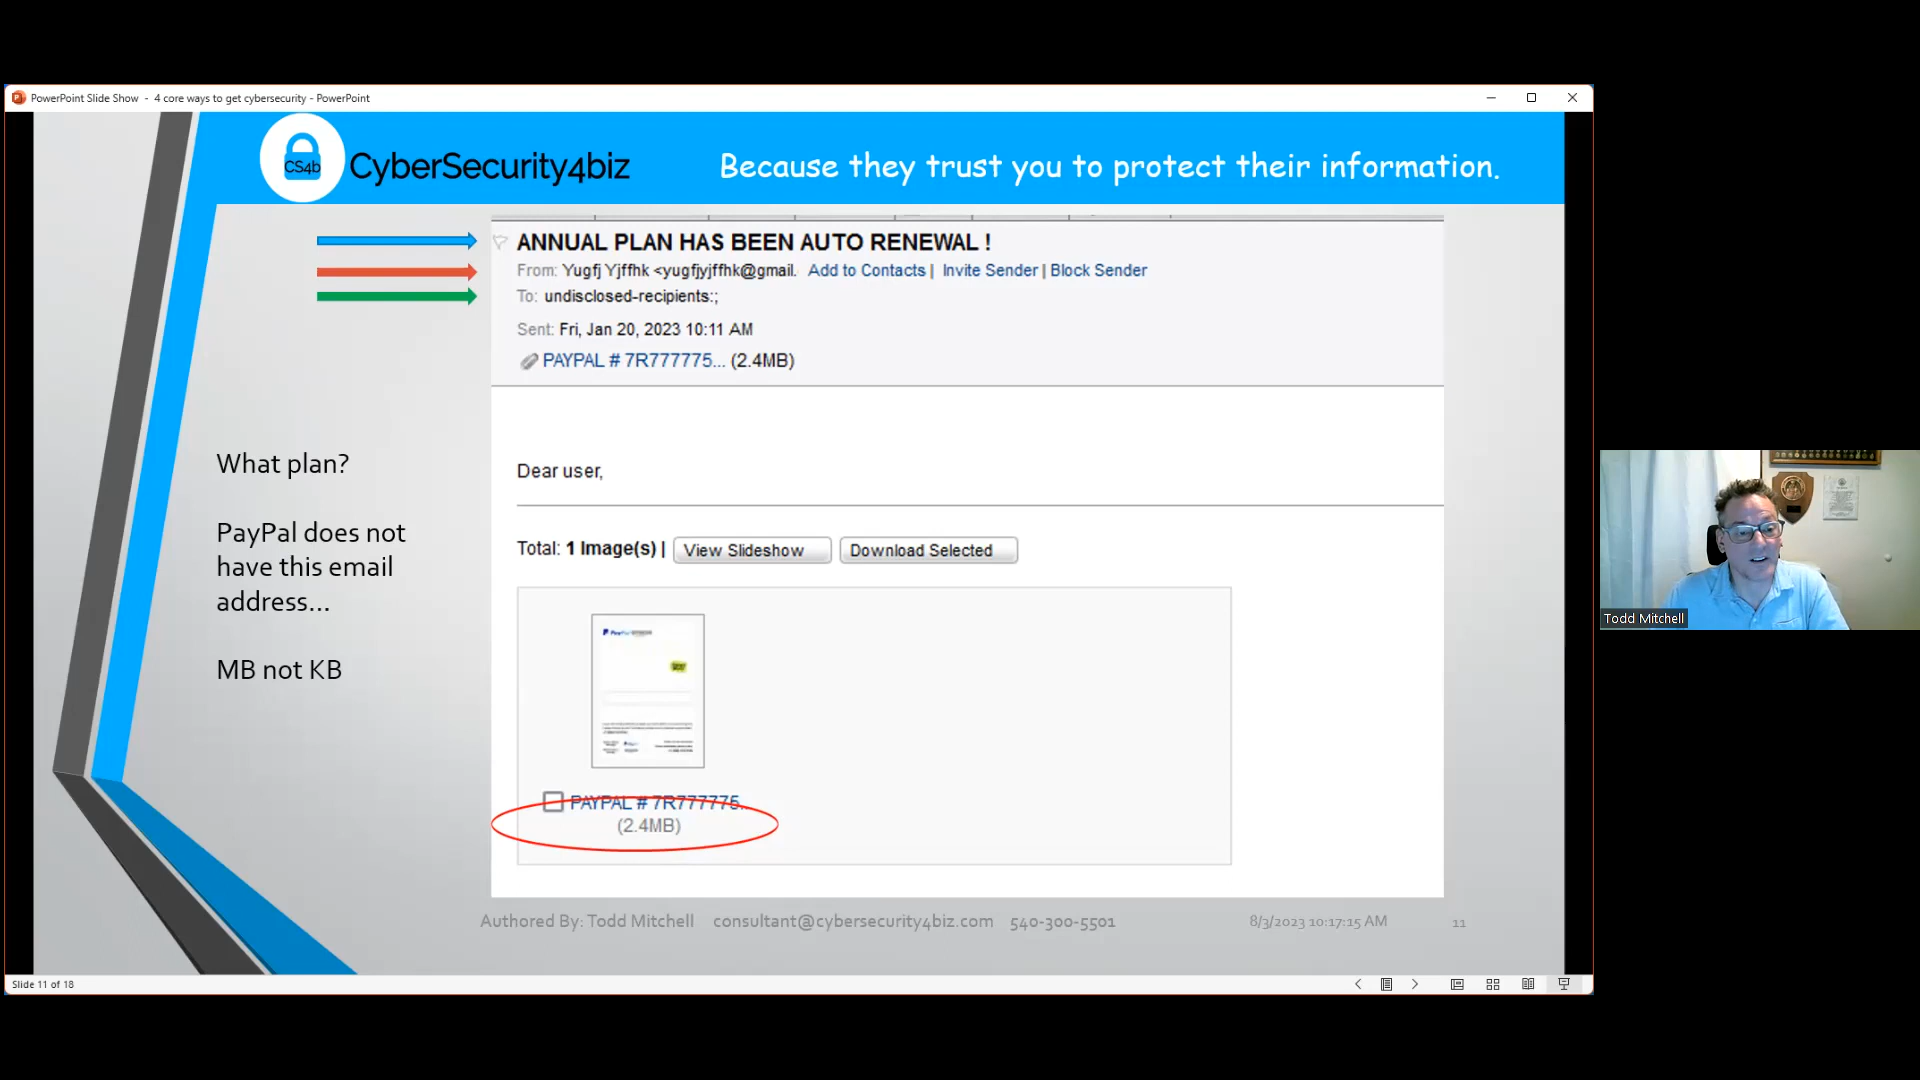 PowerPoint Slide Show - 4 core ways to get cybersecurity - PowerPoint
CS4b
CyberSecurity4biz
Because they trust you to protect their information.
ANNUAL PLAN HAS BEEN AUTO RENEWAL !
From: Yugfj Yjffhk <yugfjyjffhk@gmail. Add to Contacts | Invite Sender | Block Sender
To: undisclosed-recipients:;
Sent: Fri, Jan 20, 2023 10:11 AM
PAYPAL # 7R777775... (2.4MB)
What plan?
PayPal does not
have this email
address...
MB not KB
Dear user,
Total: 1 Image(s) | View Slideshow Download Selected
PayPal
PAYPAL # 7R777775...
(2.4MB)
Todd Mitchell
Authored By: Todd Mitchell consultant@cybersecurity4biz.com 540-300-5501 8/3/2023 10:17:15 AM 11
Slide 11 of 18